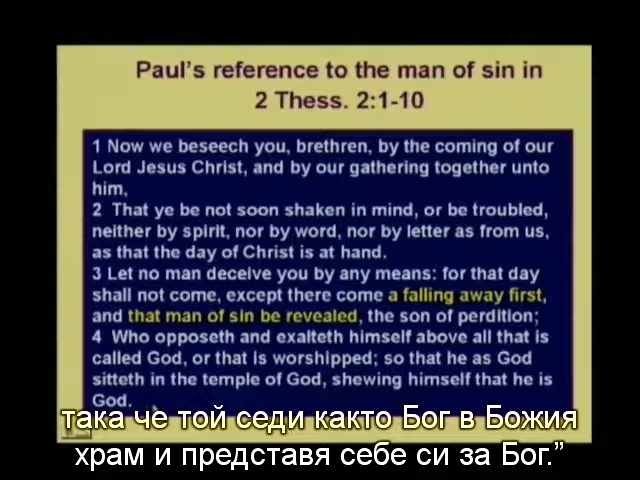 Paul's reference to the man of sin in
2 Thess. 2:1-10
1 Now we beseech you, brethren, by the coming of our
Lord Jesus Christ, and by our gathering together unto
him,
2 That ye be not soon shaken in mind, or be troubled,
neither by spirit, nor by word, nor by letter as from us,
as that the day of Christ is at hand.
3 Let no man deceive you by any means: for that day
shall not come, except there come a falling away first,
and that man of sin be revealed, the son of perdition;
4 Who opposeth and exalteth himself above all that is
called God, or that is worshipped; so that he as God
sitteth in the temple of God, shewing himself that he is
God.
така че той седи както Бог в Божия
храм и представя себе си за Бог.”